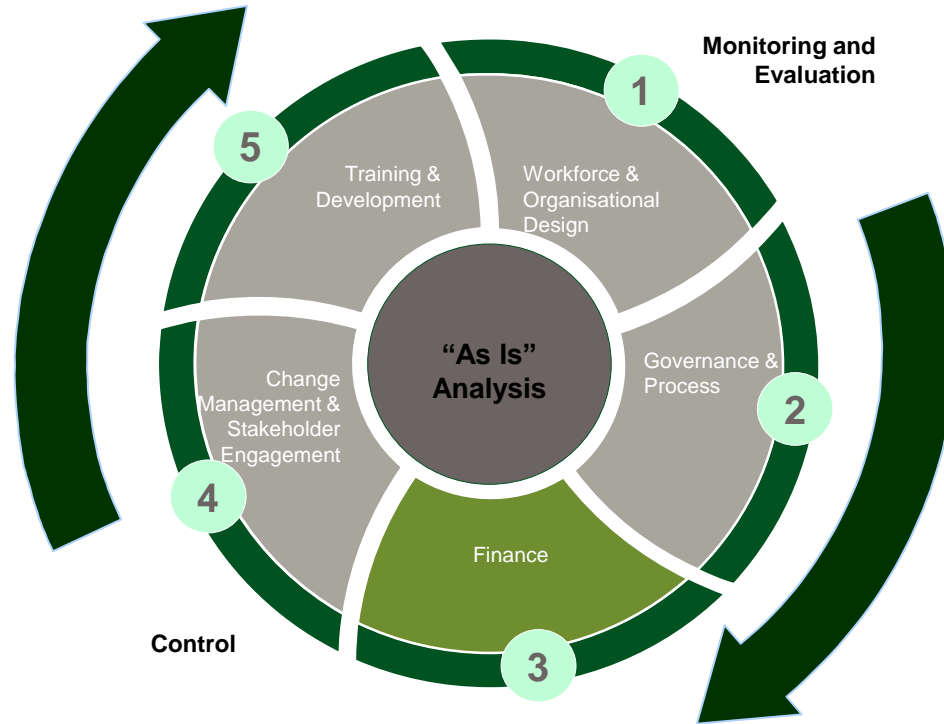 Monitoring and
Evaluation
1
Workforce &
Organisational
Design
5
Training &
Development
"As Is"
Analysis
Governance &
Process
2
Change
Management &
Stakeholder
Engagement
4
Finance
3
Control